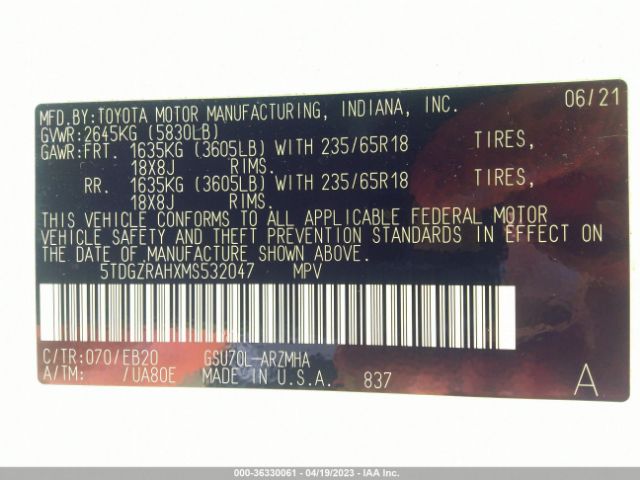 MFD.BY:TOYOTA MOTOR MANUFACTURING, INDIANA, INC. 06/21
GVWR:2645KG (5830LB)
GAWR:FRT. 1635KG (3605LB) WITH 235/65R18 TIRES,
18X8J RIMS.
RR. 1635KG (3605LB) WITH 235/65R18 TIRES,
18X8J RIMS.
THIS VEHICLE CONFORMS TO ALL APPLICABLE FEDERAL MOTOR
VEHICLE SAFETY AND THEFT PREVENTION STANDARDS IN EFFECT ON
THE DATE OF MANUFACTURE SHOWN ABOVE.
5TDGZRAHXMS532047 MPV
C/TR:070/EB20 GSU70L-ARZMHA
A/TM: /UA80E MADE IN U.S.A. 837 A
000-36330061 - 04/19/2023 - IAAI.com